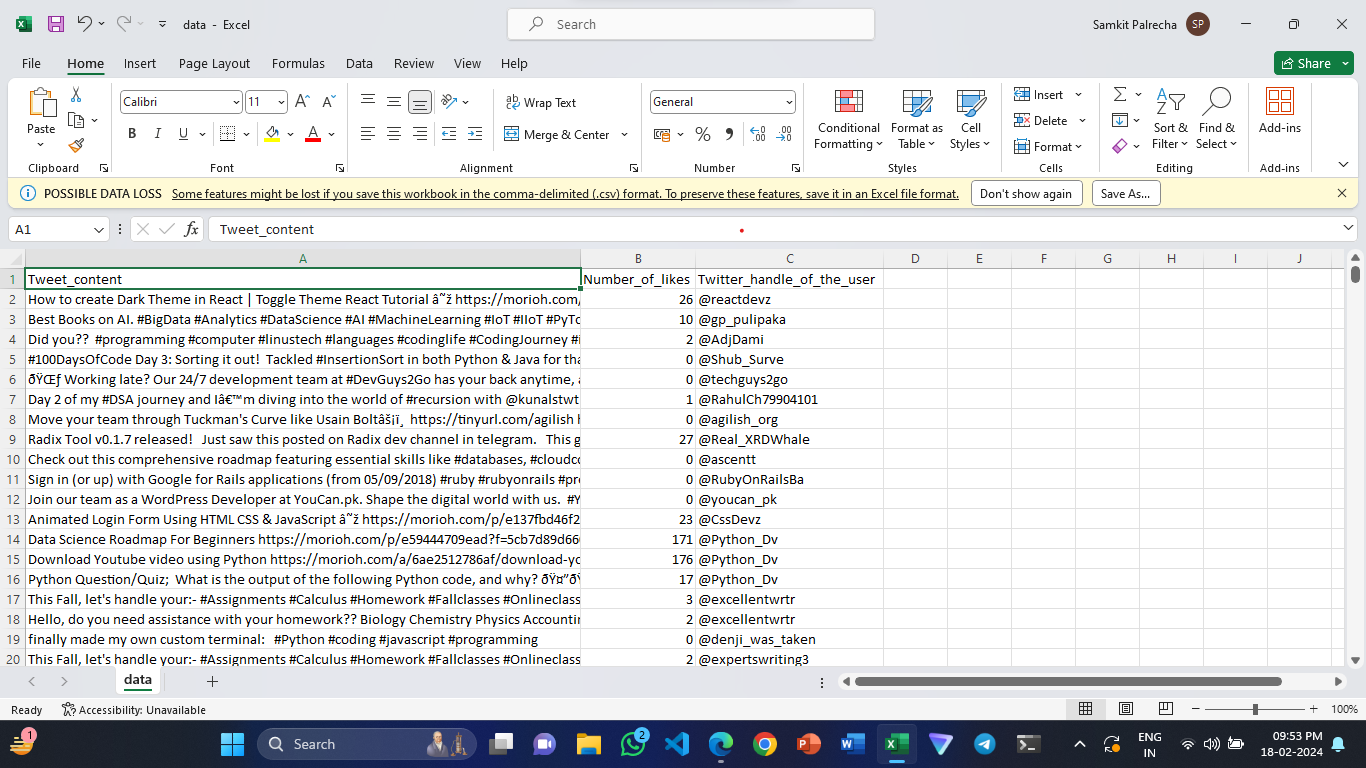 data - Excel
Search
Samkit Palrecha SP
File Home Insert Page Layout Formulas Data Review View Help
Share
Paste
Calibri 11
B I U
Wrap Text
Merge & Center
General
Conditional Formatting
Format as Table
Cell Styles
Insert
Delete
Format
Sort & Filter
Find & Select
Add-ins
Clipboard Font Alignment Number Styles Cells Editing Add-ins
POSSIBLE DATA LOSS Some features might be lost if you save this workbook in the comma-delimited (.csv) format. To preserve these features, save it in an Excel file format. Don't show again Save As...
A1 fx Tweet_content
A B C D E F G H I J
1 Tweet_content Number_of_likes Twitter_handle_of_the_user
2 How to create Dark Theme in React | Toggle Theme React Tutorial â˜ž https://morioh.com/ 26 @reactdevz
3 Best Books on AI. #BigData #Analytics #DataScience #AI #MachineLearning #IoT #IIoT #PyTo 10 @gp_pulipaka
4 Did you?? #programming #computer #linustech #languages #codinglife #CodingJourney #i 2 @AdjDami
5 #100DaysOfCode Day 3: Sorting it out! Tackled #InsertionSort in both Python & Java for tha 0 @Shub_Surve
6 ðŸŒƒ Working late? Our 24/7 development team at #DevGuys2Go has your back anytime, a 0 @techguys2go
7 Day 2 of my #DSA journey and Iâ€™m diving into the world of #recursion with @kunalstwt 1 @RahulCh79904101
8 Move your team through Tuckman's Curve like Usain Boltâš¡ï¸ https://tinyurl.com/agilish 0 @agilish_org
9 Radix Tool v0.1.7 released! Just saw this posted on Radix dev channel in telegram. This g 27 @Real_XRDWhale
10 Check out this comprehensive roadmap featuring essential skills like #databases, #cloudco 0 @ascentt
11 Sign in (or up) with Google for Rails applications (from 05/09/2018) #ruby #rubyonrails #pro 0 @RubyOnRailsBa
12 Join our team as a WordPress Developer at YouCan.pk. Shape the digital world with us. #Y 0 @youcan_pk
13 Animated Login Form Using HTML CSS & JavaScript â˜ž https://morioh.com/p/e137fbd46f2 23 @CssDevz
14 Data Science Roadmap For Beginners https://morioh.com/p/e59444709ead?f=5cb7d89d66 171 @Python_Dv
15 Download Youtube video using Python https://morioh.com/a/6ae2512786af/download-yo 176 @Python_Dv
16 Python Question/Quiz; What is the output of the following Python code, and why? ðŸ¤”ðŸ 17 @Python_Dv
17 This Fall, let's handle your:- #Assignments #Calculus #Homework #Fallclasses #Onlineclass 3 @excellentwrtr
18 Hello, do you need assistance with your homework?? Biology Chemistry Physics Accountin 2 @excellentwrtr
19 finally made my own custom terminal: #Python #coding #javascript #programming 0 @denji_was_taken
20 This Fall, let's handle your:- #Assignments #Calculus #Homework #Fallclasses #Onlineclass 2 @expertswriting3
data
Ready Accessibility: Unavailable 100%
1 Search 2 ENG 09:53 PM
IN 18-02-2024